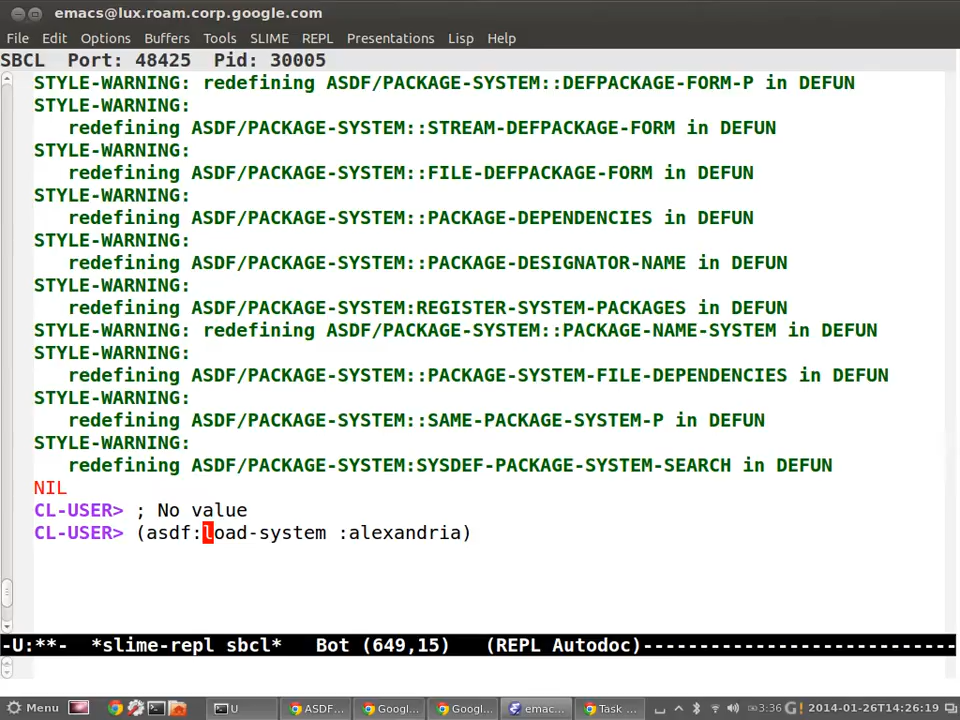 emacs@lux.roam.corp.google.com
File Edit Options Buffers Tools SLIME REPL Presentations Lisp Help
SBCL  Port: 48425  Pid: 30005
STYLE-WARNING: redefining ASDF/PACKAGE-SYSTEM::DEFPACKAGE-FORM-P in DEFUN
STYLE-WARNING:
   redefining ASDF/PACKAGE-SYSTEM::STREAM-DEFPACKAGE-FORM in DEFUN
STYLE-WARNING:
   redefining ASDF/PACKAGE-SYSTEM::FILE-DEFPACKAGE-FORM in DEFUN
STYLE-WARNING:
   redefining ASDF/PACKAGE-SYSTEM::PACKAGE-DEPENDENCIES in DEFUN
STYLE-WARNING:
   redefining ASDF/PACKAGE-SYSTEM::PACKAGE-DESIGNATOR-NAME in DEFUN
STYLE-WARNING:
   redefining ASDF/PACKAGE-SYSTEM:REGISTER-SYSTEM-PACKAGES in DEFUN
STYLE-WARNING: redefining ASDF/PACKAGE-SYSTEM::PACKAGE-NAME-SYSTEM in DEFUN
STYLE-WARNING:
   redefining ASDF/PACKAGE-SYSTEM::PACKAGE-SYSTEM-FILE-DEPENDENCIES in DEFUN
STYLE-WARNING:
   redefining ASDF/PACKAGE-SYSTEM::SAME-PACKAGE-SYSTEM-P in DEFUN
STYLE-WARNING:
   redefining ASDF/PACKAGE-SYSTEM:SYSDEF-PACKAGE-SYSTEM-SEARCH in DEFUN
NIL
CL-USER> ; No value
CL-USER> (asdf:load-system :alexandria)
-U:**-  *slime-repl sbcl*   Bot (649,15)   (REPL Autodoc)----------------------------
Menu U ASDF... Googl... Googl... emac... Task ... 3:36 2014-01-26T14:26:19